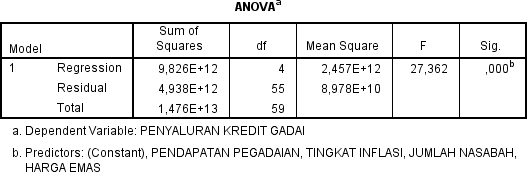 ANOVAa
Model Sum of Squares df Mean Square F Sig.
1 Regression 9,826E+12 4 2,457E+12 27,362 ,000b
Residual 4,938E+12 55 8,978E+10
Total 1,476E+13 59
a. Dependent Variable: PENYALURAN KREDIT GADAI
b. Predictors: (Constant), PENDAPATAN PEGADAIAN, TINGKAT INFLASI, JUMLAH NASABAH,
HARGA EMAS